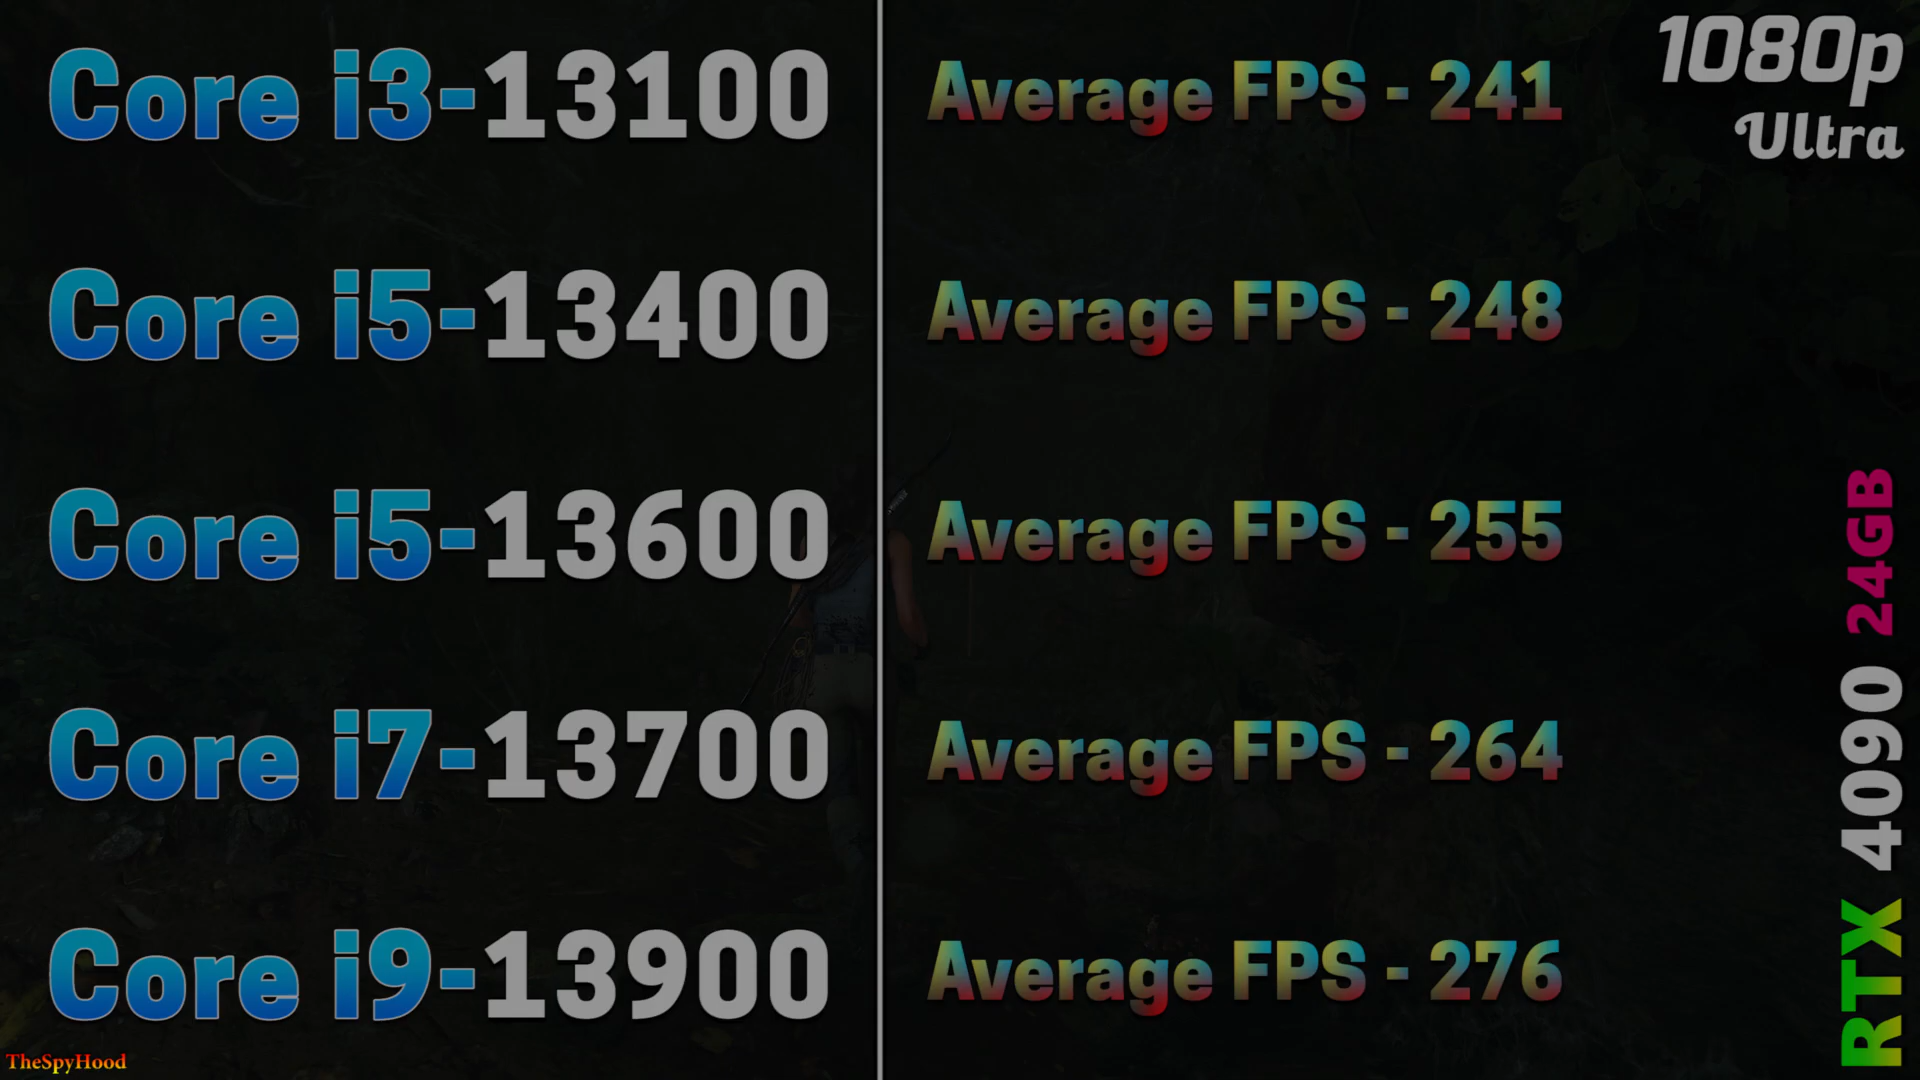 Core i3-13100
Average FPS - 241
1080p
Ultra
Core i5-13400
Average FPS - 248
Core i5-13600
Average FPS - 255
Core i7-13700
Average FPS - 264
Core i9-13900
Average FPS - 276
RTX 4090 24GB
TheSpyHood